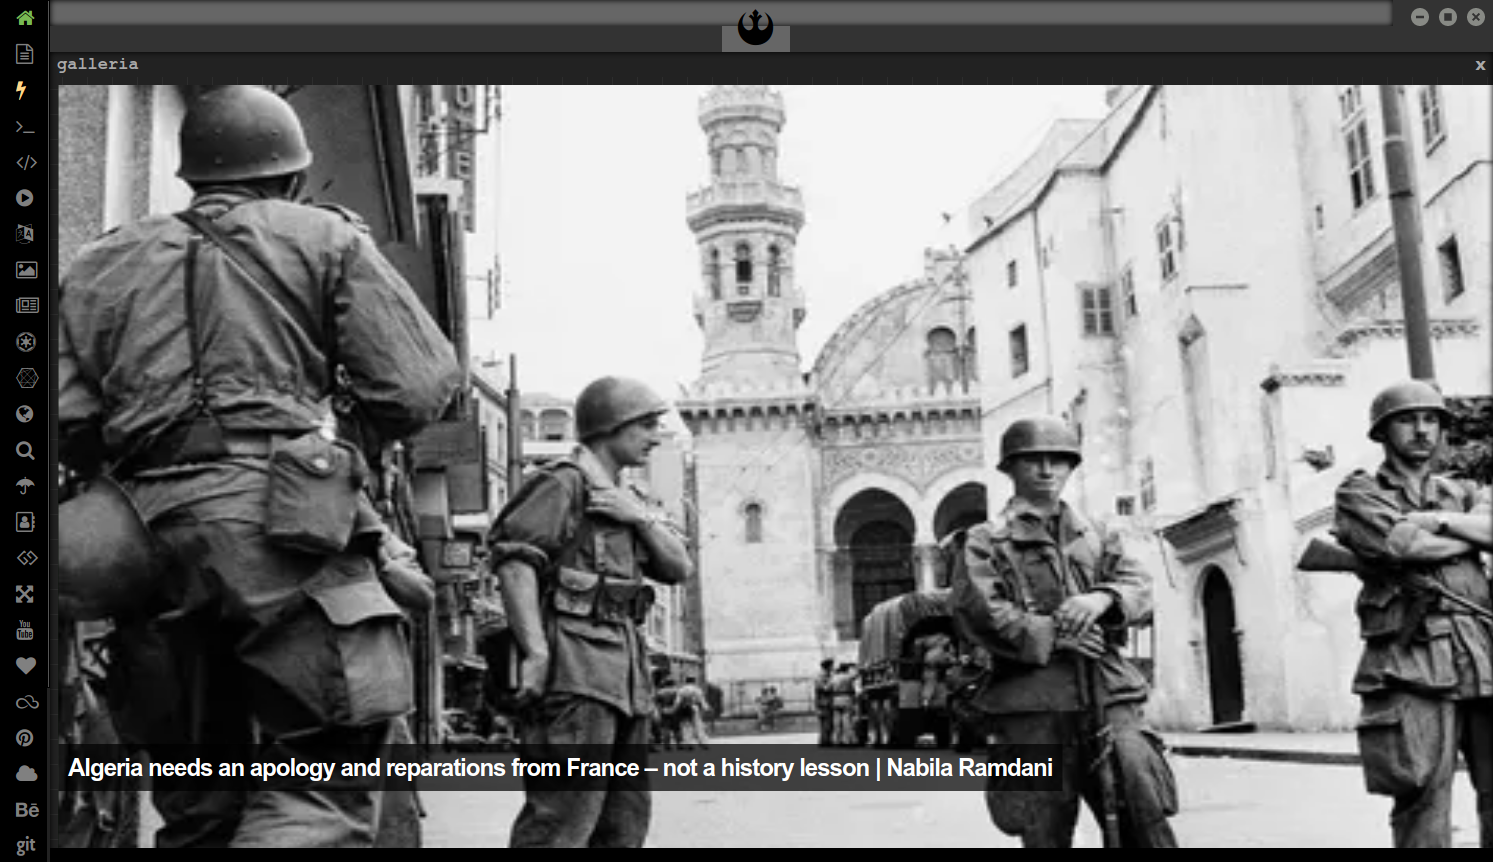 galleria
x
Algeria needs an apology and reparations from France – not a history lesson | Nabila Ramdani
You
Tube
Bē
git